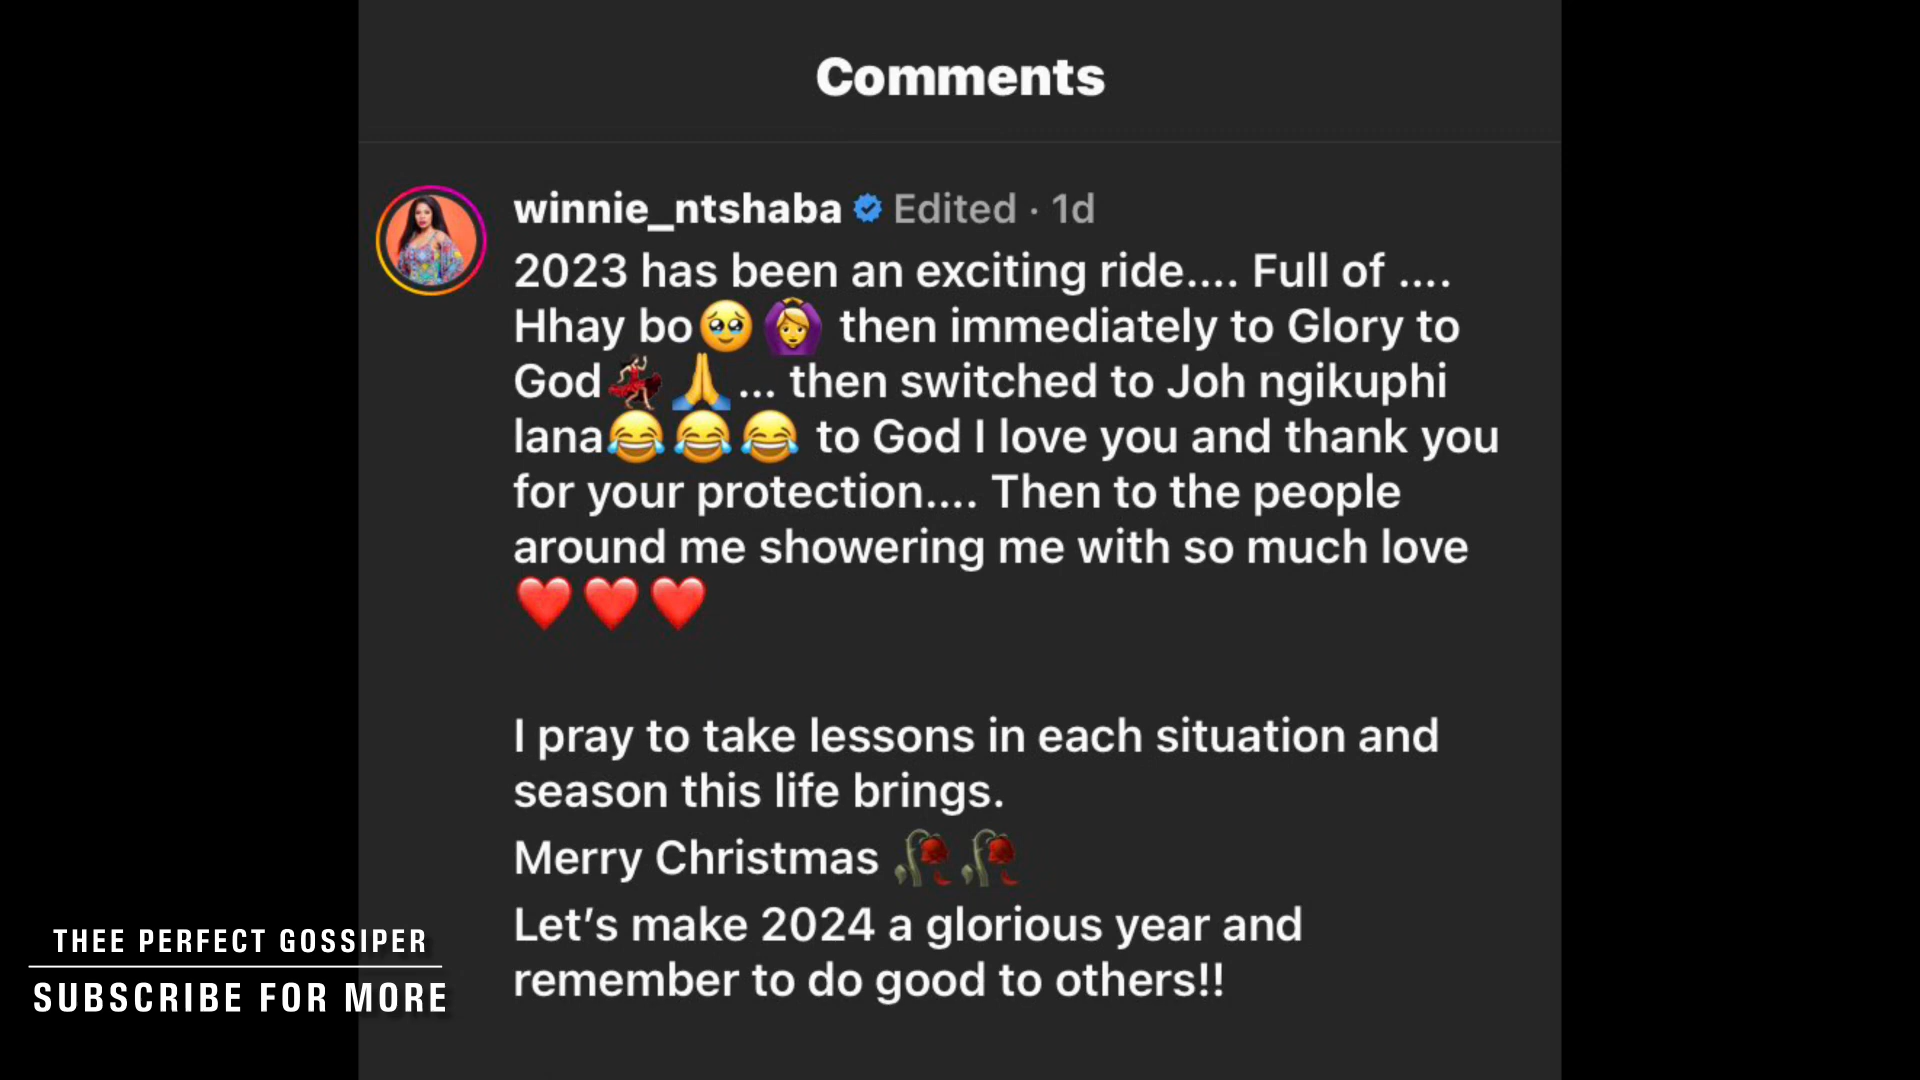 Comments
winnie_ntshaba Edited · 1d
2023 has been an exciting ride.... Full of ....
Hhay bo🥹🙆‍♀️ then immediately to Glory to
God💃🏻🙏... then switched to Joh ngikuphi
lana😂😂😂 to God I love you and thank you
for your protection.... Then to the people
around me showering me with so much love
❤️❤️❤️
I pray to take lessons in each situation and
season this life brings.
Merry Christmas 🥀🥀
Let’s make 2024 a glorious year and
remember to do good to others!!
THEE PERFECT GOSSIPER
SUBSCRIBE FOR MORE